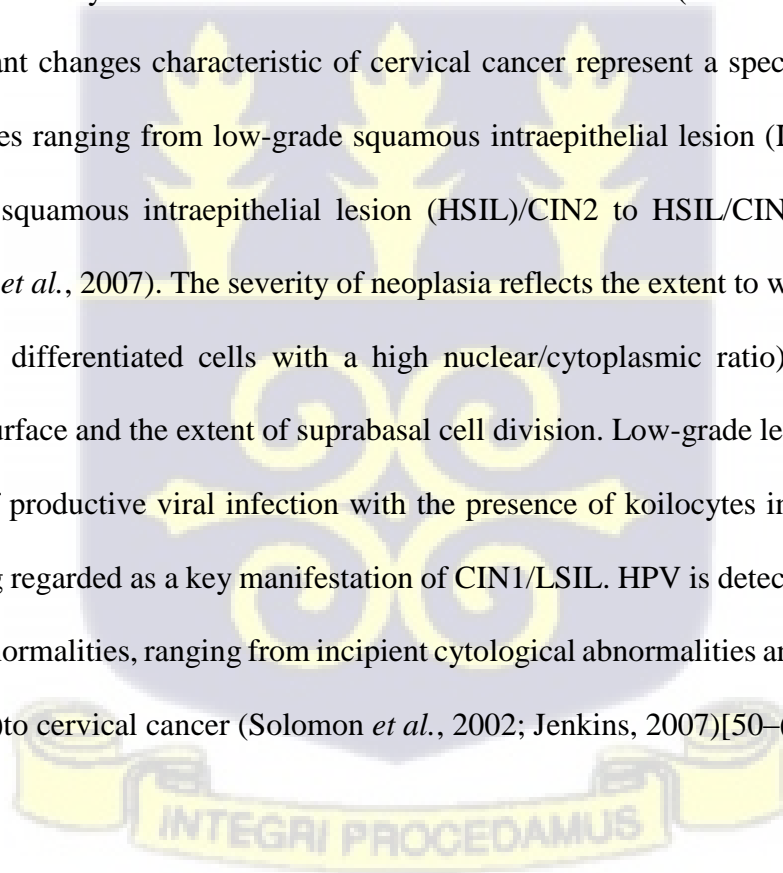 ant changes characteristic of cervical cancer represent a spec
es ranging from low-grade squamous intraepithelial lesion (
squamous intraepithelial lesion (HSIL)/CIN2 to HSIL/CIN
et al., 2007). The severity of neoplasia reflects the extent to w
differentiated cells with a high nuclear/cytoplasmic ratio)
urface and the extent of suprabasal cell division. Low-grade le
f productive viral infection with the presence of koilocytes in
g regarded as a key manifestation of CIN1/LSIL. HPV is detec
normalities, ranging from incipient cytological abnormalities a
)to cervical cancer (Solomon et al., 2002; Jenkins, 2007)[50–
INTEGRI PROCEDAMUS